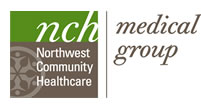 nch
Northwest
Community
Healthcare
medical
group